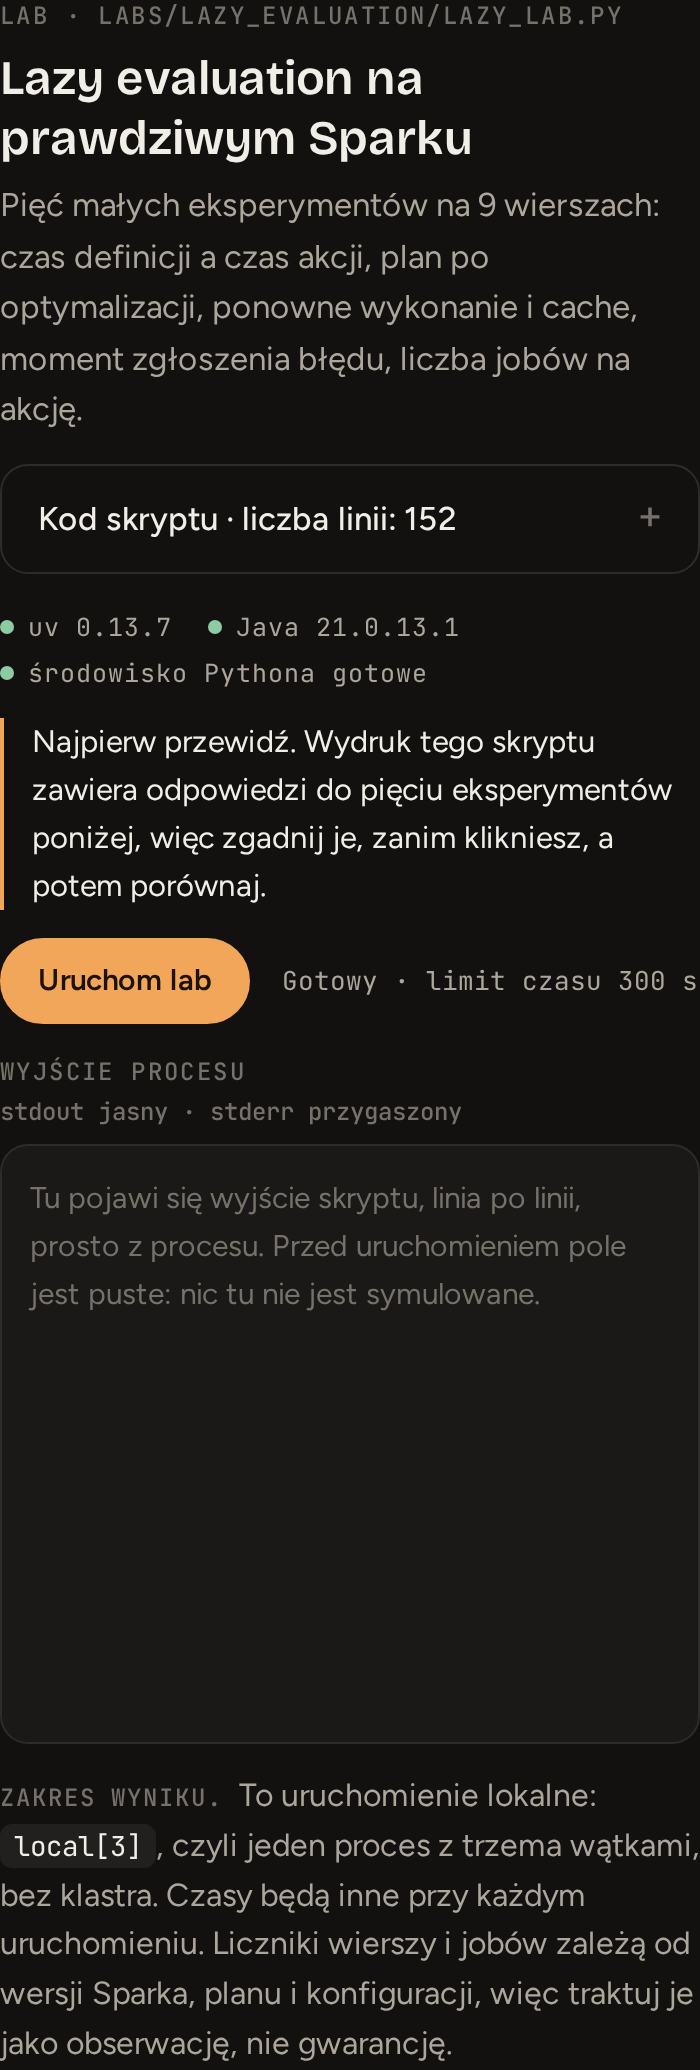 LAB · LABS/LAZY_EVALUATION/LAZY_LAB.PY
Lazy evaluation na
prawdziwym Sparku
Pięć małych eksperymentów na 9 wierszach:
czas definicji a czas akcji, plan po
optymalizacji, ponowne wykonanie i cache,
moment zgłoszenia błędu, liczba jobów na
akcję.
Kod skryptu · liczba linii: 152 +
uv 0.13.7 Java 21.0.13.1
środowisko Pythona gotowe
Najpierw przewidź. Wydruk tego skryptu
zawiera odpowiedzi do pięciu eksperymentów
poniżej, więc zgadnij je, zanim klikniesz, a
potem porównaj.
Uruchom lab Gotowy · limit czasu 300 s
WYJŚCIE PROCESU
stdout jasny · stderr przygaszony
Tu pojawi się wyjście skryptu, linia po linii,
prosto z procesu. Przed uruchomieniem pole
jest puste: nic tu nie jest symulowane.
ZAKRES WYNIKU. To uruchomienie lokalne:
local[3], czyli jeden proces z trzema wątkami,
bez klastra. Czasy będą inne przy każdym
uruchomieniu. Liczniki wierszy i jobów zależą od
wersji Sparka, planu i konfiguracji, więc traktuj je
jako obserwację, nie gwarancję.